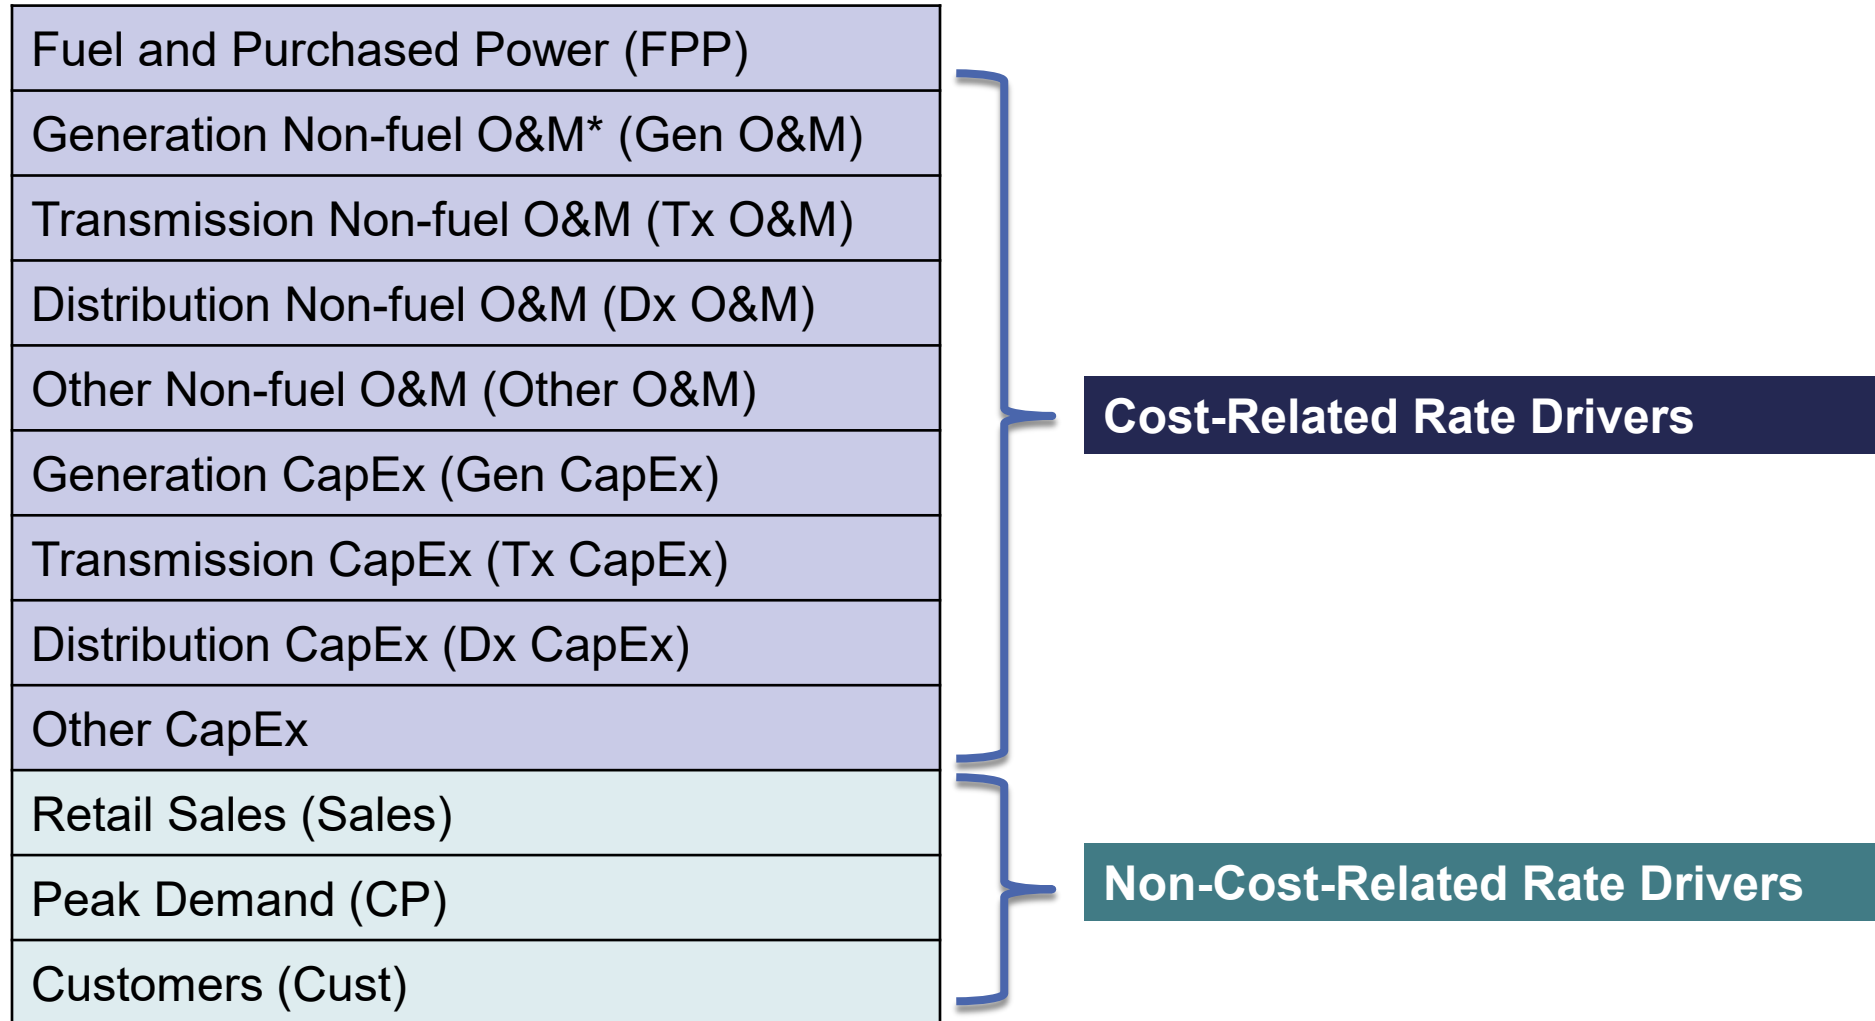 Fuel and Purchased Power (FPP)
Generation Non-fuel O&M* (Gen O&M)
Transmission Non-fuel O&M (Tx O&M)
Distribution Non-fuel O&M (Dx O&M)
Other Non-fuel O&M (Other O&M)
Generation CapEx (Gen CapEx)
Transmission CapEx (Tx CapEx)
Distribution CapEx (Dx CapEx)
Other CapEx
Retail Sales (Sales)
Peak Demand (CP)
Customers (Cust)
Cost-Related Rate Drivers
Non-Cost-Related Rate Drivers